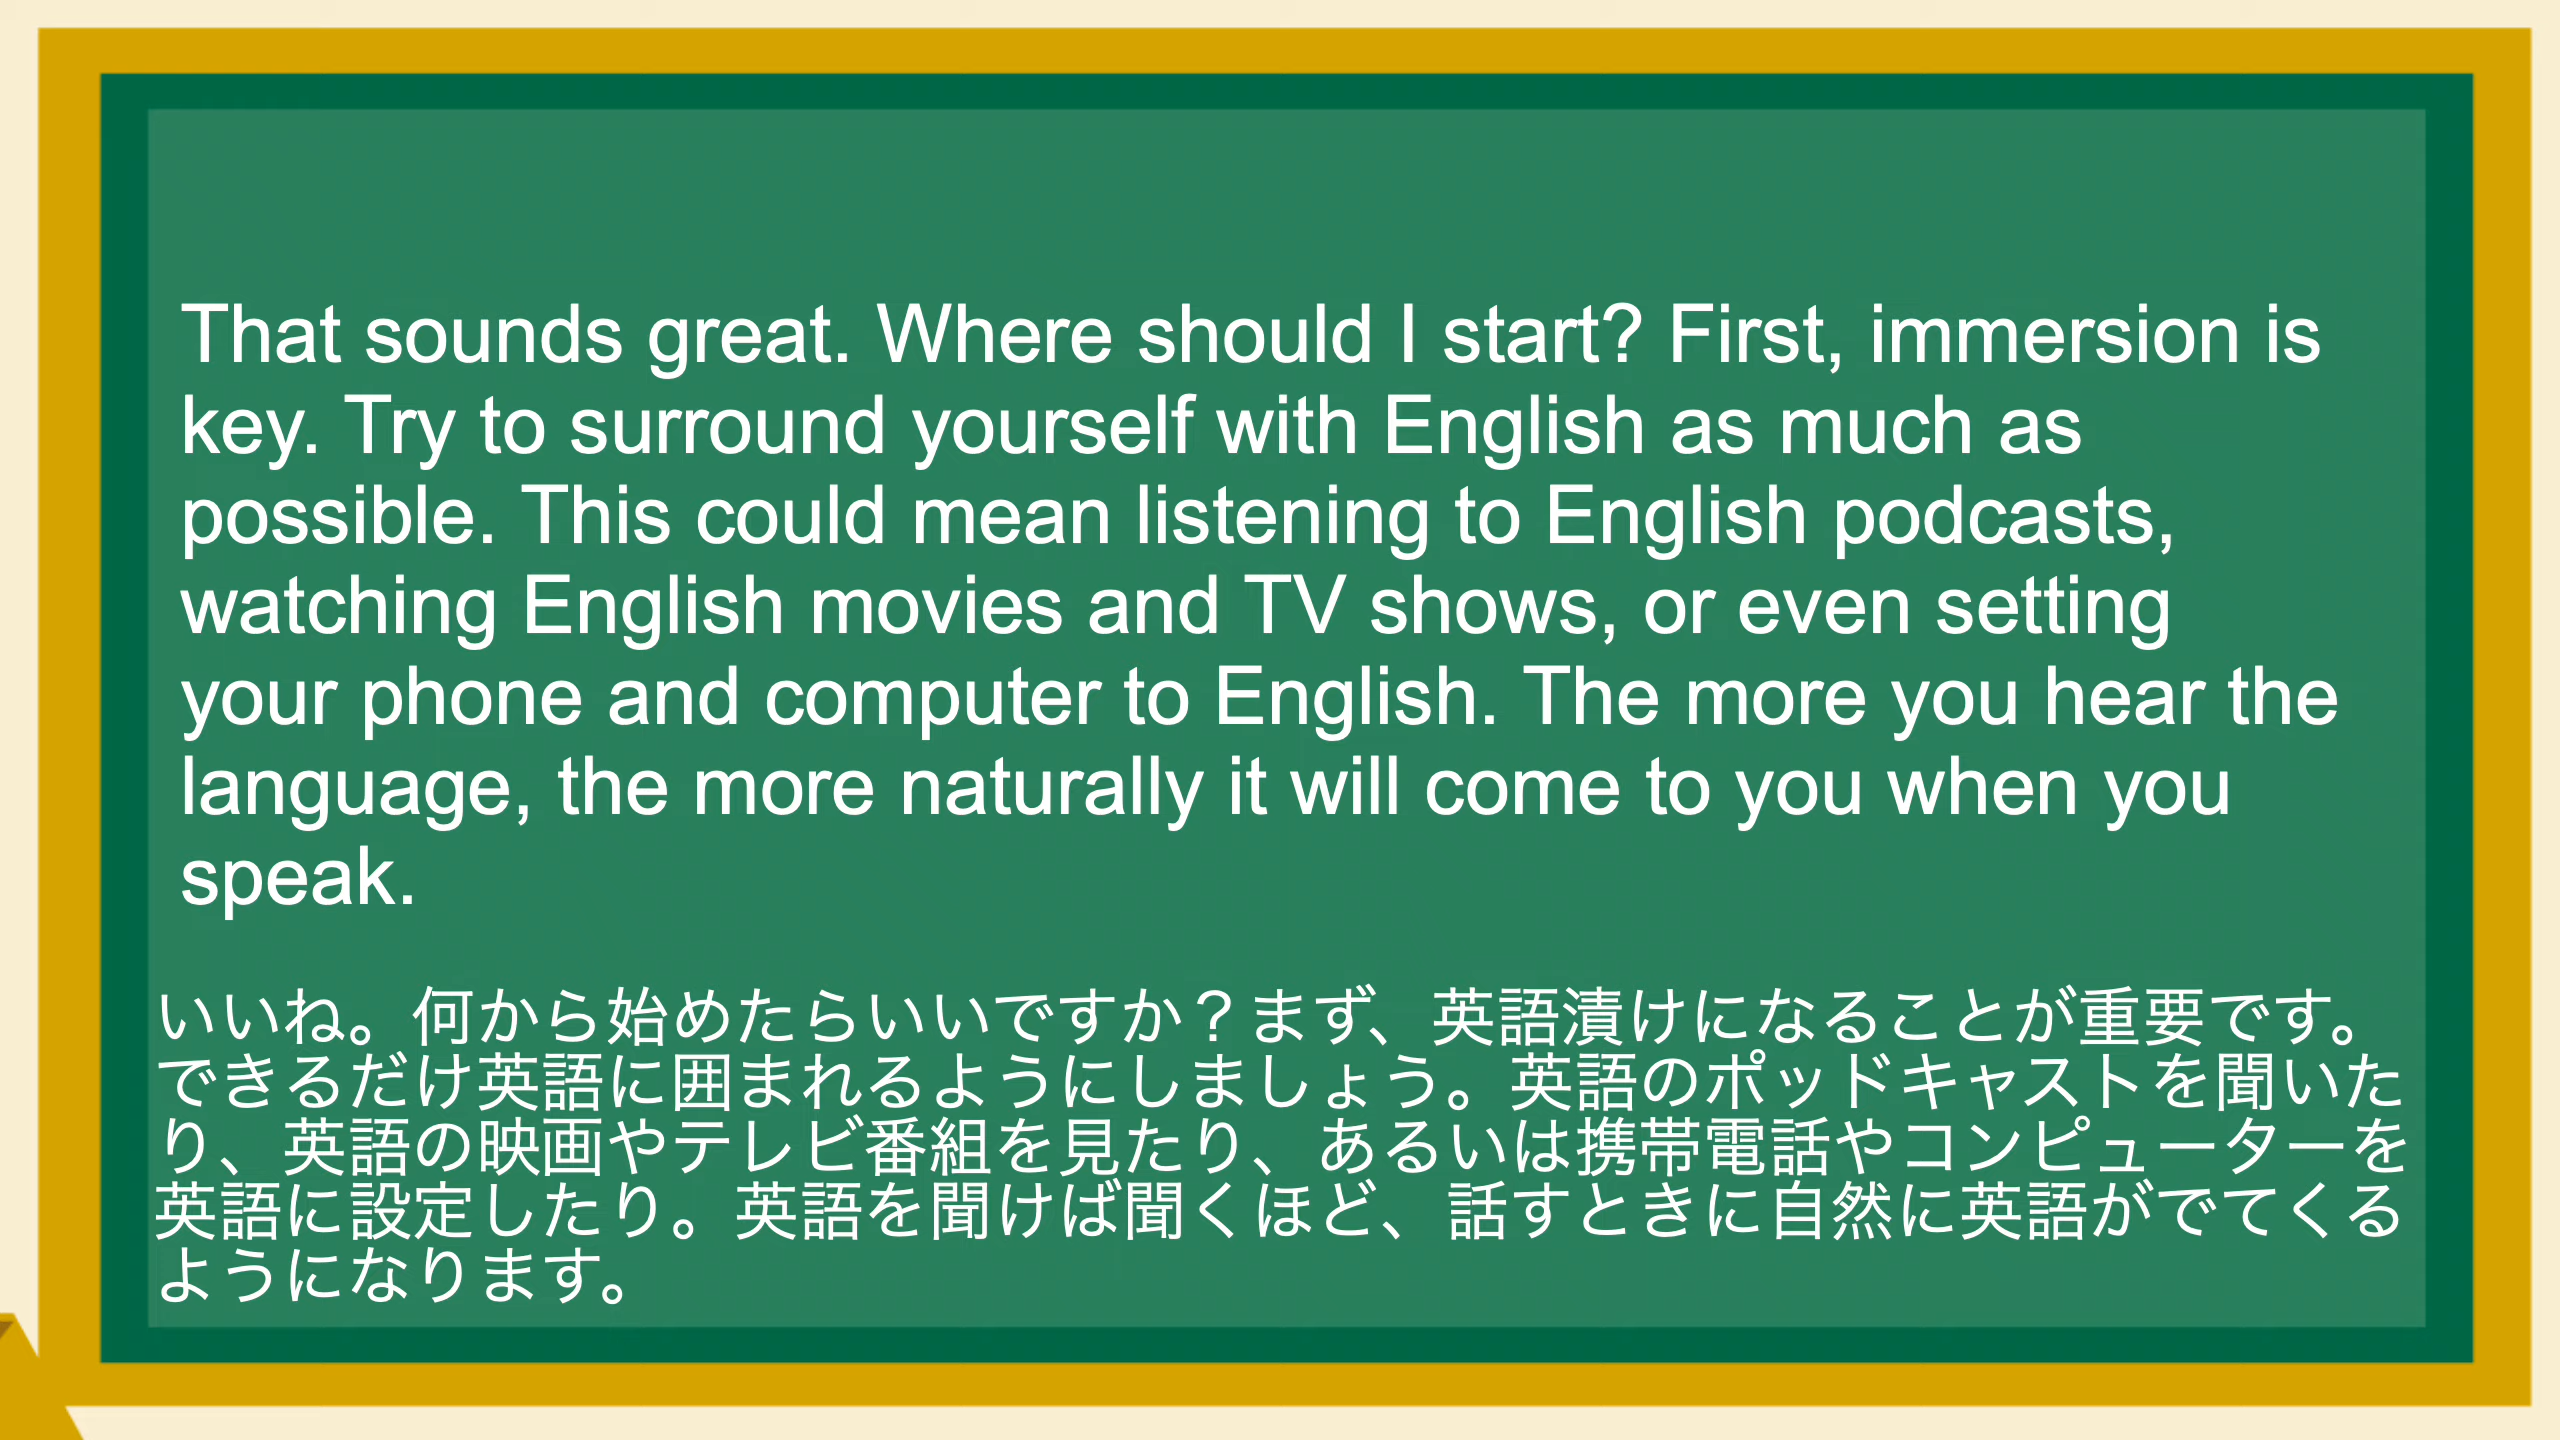 That sounds great. Where should I start? First, immersion is
key. Try to surround yourself with English as much as
possible. This could mean listening to English podcasts,
watching English movies and TV shows, or even setting
your phone and computer to English. The more you hear the
language, the more naturally it will come to you when you
speak.
いいね。何から始めたらいいですか？まず、英語漬けになることが重要です。
できるだけ英語に囲まれるようにしましょう。英語のポッドキャストを聞いた
り、英語の映画やテレビ番組を見たり、あるいは携帯電話やコンピューターを
英語に設定したり。英語を聞けば聞くほど、話すときに自然に英語がでてくる
ようになります。